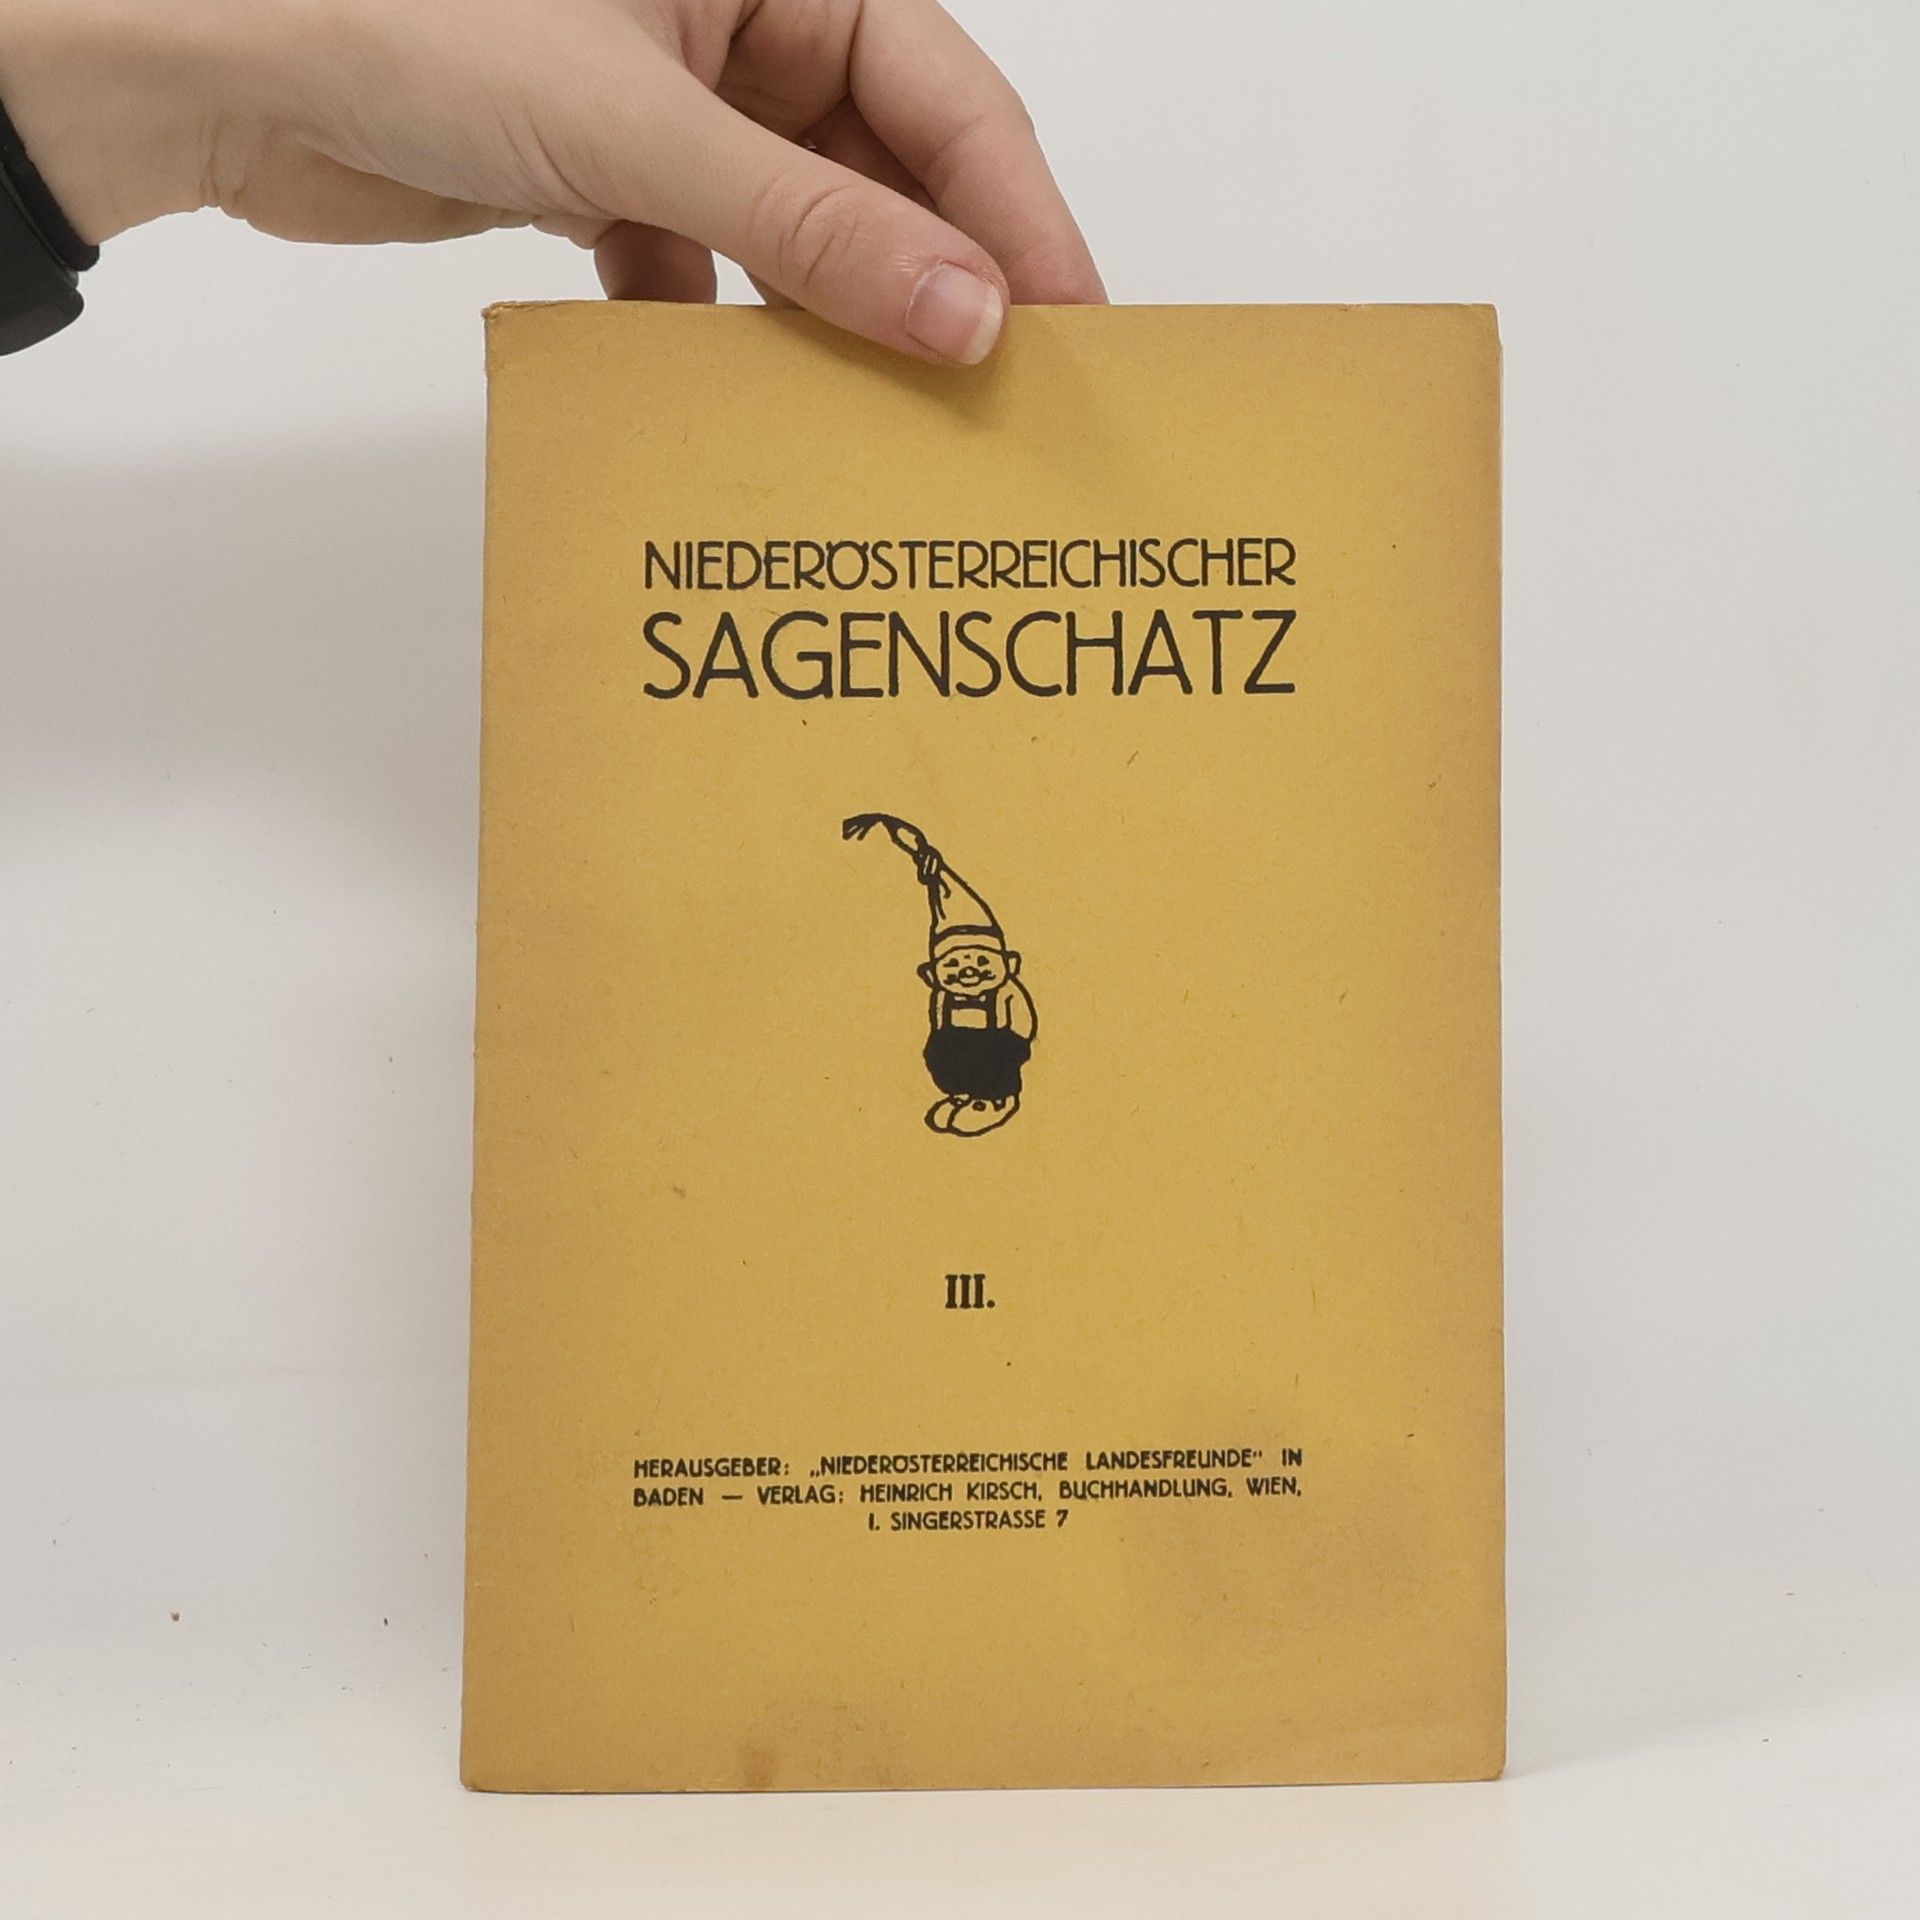 NIEDERÖSTERREICHISCHER
SAGENSCHATZ
III.
HERAUSGEBER: „NIEDERÖSTERREICHISCHE LANDESFREUNDE" IN
BADEN — VERLAG: HEINRICH KIRSCH, BUCHHANDLUNG, WIEN,
I. SINGERSTRASSE 7